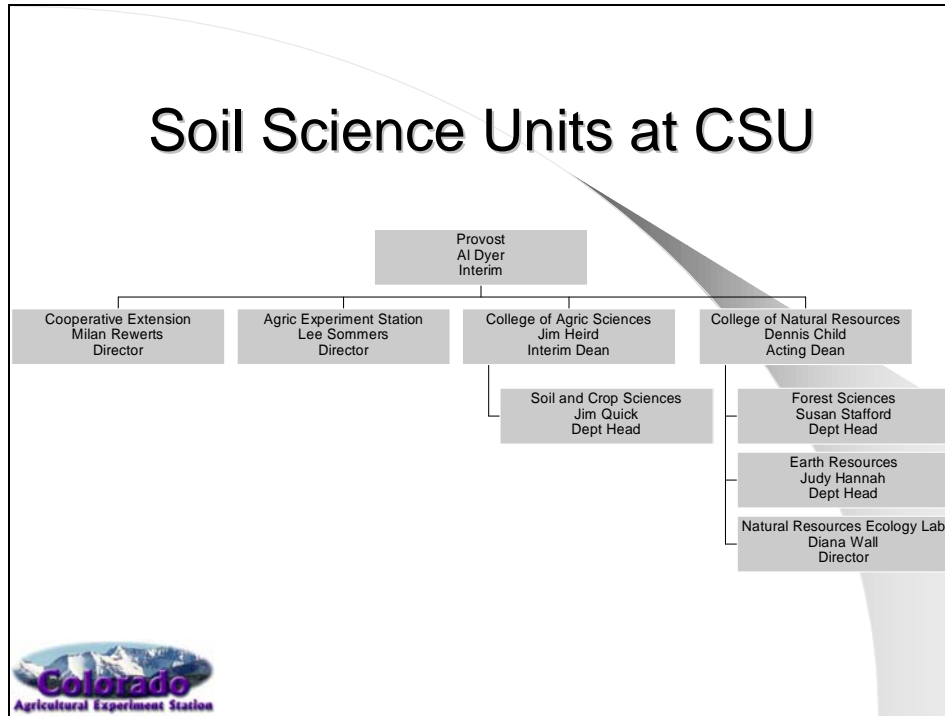 Soil Science Units at CSU
Provost
Al Dyer
Interim
Cooperative Extension
Milan Rewerts
Director
Agric Experiment Station
Lee Sommers
Director
College of Agric Sciences
Jim Heird
Interim Dean
College of Natural Resources
Dennis Child
Acting Dean
Soil and Crop Sciences
Jim Quick
Dept Head
Forest Sciences
Susan Stafford
Dept Head
Earth Resources
Judy Hannah
Dept Head
Natural Resources Ecology Lab
Diana Wall
Director
Colorado
Agricultural Experiment Station